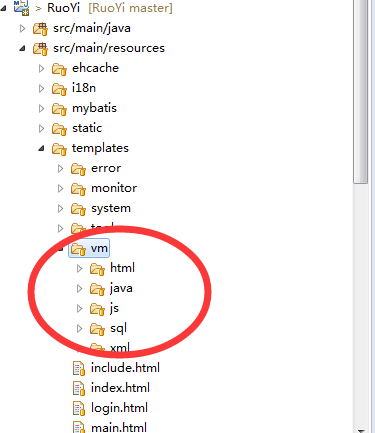 > RuoYi [RuoYi master]
src/main/java
src/main/resources
ehcache
i18n
mybatis
static
templates
error
monitor
system
vm
html
java
js
sql
xml
include.html
index.html
login.html
main.html